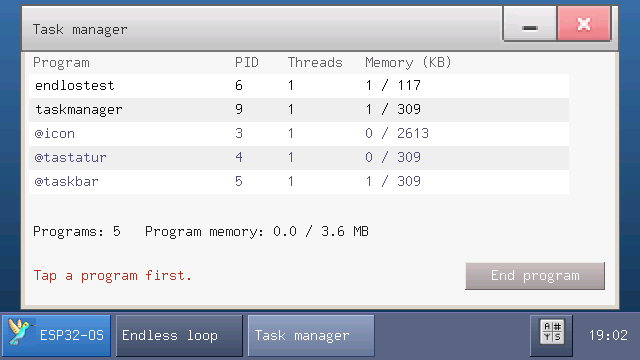 Task manager
Program PID Threads Memory (KB)
endlostest 6 1 1 / 117
taskmanager 9 1 1 / 309
@icon 3 1 0 / 2613
@tastatur 4 1 0 / 309
@taskbar 5 1 1 / 309
Programs: 5 Program memory: 0.0 / 3.6 MB
Tap a program first.
End program
ESP32-OS Endless loop Task manager A# TS 19:02